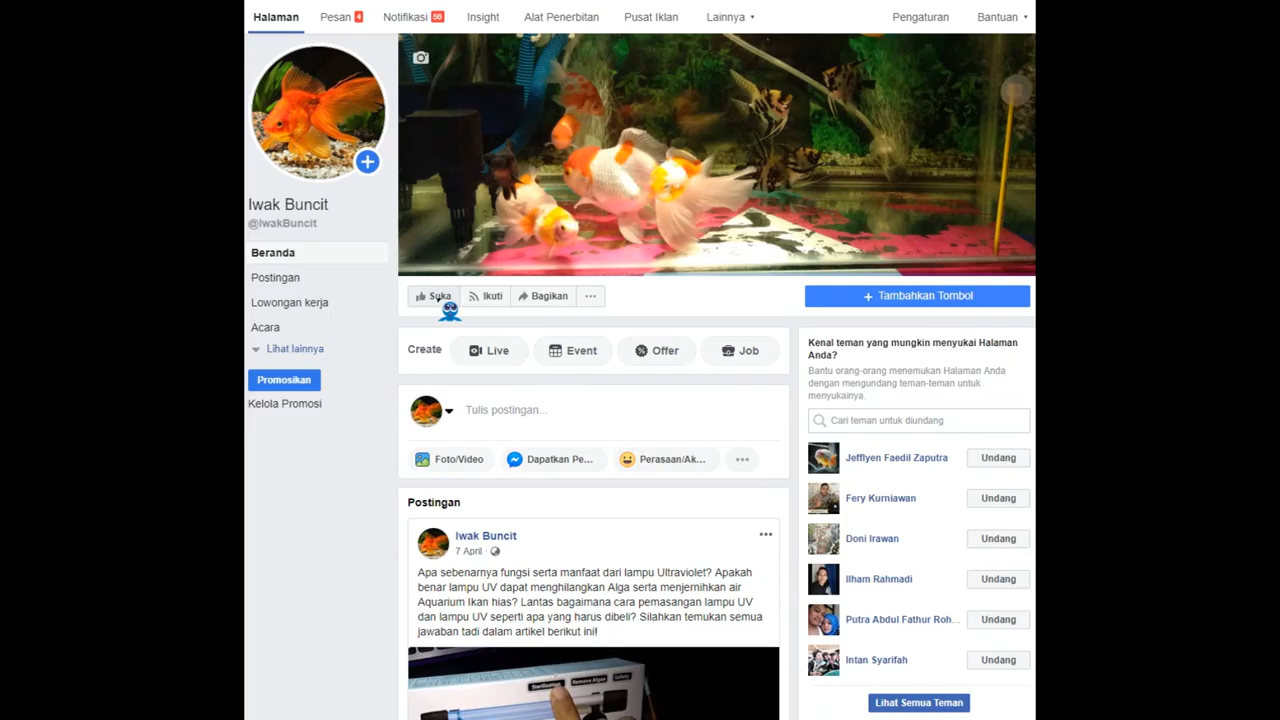 Halaman Pesan 4 Notifikasi 56 Insight Alat Penerbitan Pusat Iklan Lainnya Pengaturan Bantuan
Iwak Buncit
@IwakBuncit
Beranda
Postingan
Lowongan kerja
Acara
Lihat lainnya
Promosikan
Kelola Promosi
Suka Ikuti Bagikan ...
+ Tambahkan Tombol
Create Live Event Offer Job
Tulis postingan...
Foto/Video Dapatkan Pe... Perasaan/Ak... ...
Postingan
Iwak Buncit
7 April ·
Apa sebenarnya fungsi serta manfaat dari lampu Ultraviolet? Apakah
benar lampu UV dapat menghilangkan Alga serta menjernihkan air
Aquarium Ikan hias? Lantas bagaimana cara pemasangan lampu UV
dan lampu UV seperti apa yang harus dibeli? Silahkan temukan semua
jawaban tadi dalam artikel berikut ini!
Sterilization Remove Algae Safety
Kenal teman yang mungkin menyukai Halaman
Anda?
Bantu orang-orang menemukan Halaman Anda
dengan mengundang teman-teman untuk
menyukainya.
Cari teman untuk diundang
Jefflyen Faedil Zaputra Undang
Fery Kurniawan Undang
Doni Irawan Undang
Ilham Rahmadi Undang
Putra Abdul Fathur Roh... Undang
Intan Syarifah Undang
Lihat Semua Teman